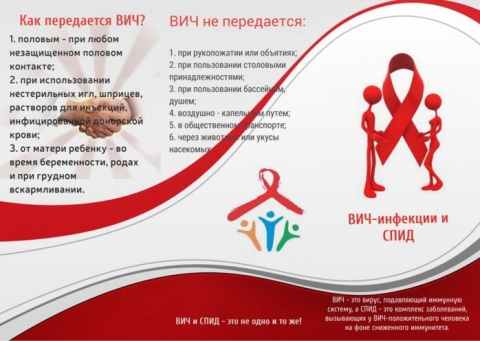 Как передается ВИЧ?
1. половым - при любом
незащищенном половом
контакте;
2. при использовании
нестерильных игл, шприцев,
растворов для инъекций,
инфицированной донорской
крови;
3. от матери ребенку - во
время беременности, родах
и при грудном
вскармливании.
ВИЧ не передается:
1. при рукопожатии или объятиях;
2. при пользовании столовыми
принадлежностями;
3. при пользовании бассейном,
душем;
4. воздушно - капельным путем;
5. в общественном транспорте;
6. через животных или укусы
насекомых.
ВИЧ и СПИД - это не одно и то же!
ВИЧ-инфекции и
СПИД
ВИЧ - это вирус, подавляющий иммунную
систему, а СПИД - это комплекс заболеваний,
вызывающих у ВИЧ-положительного человека
на фоне сниженного иммунитета.